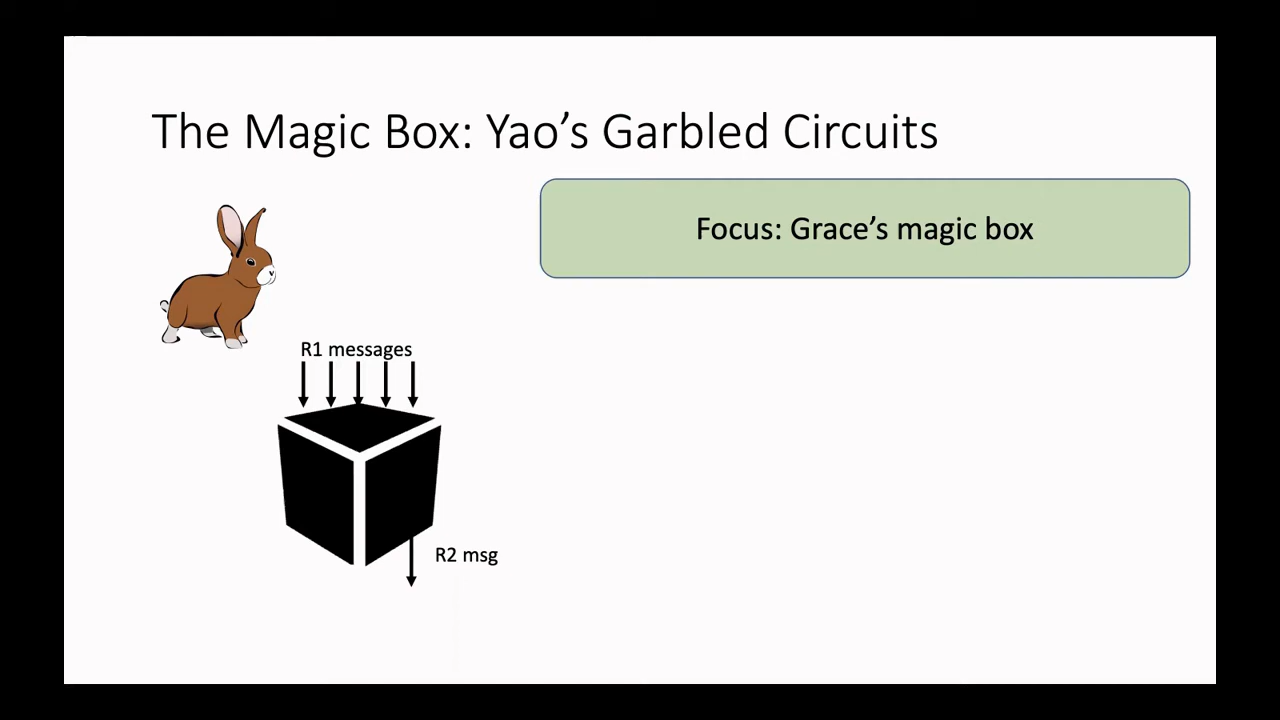 The Magic Box: Yao’s Garbled Circuits
Focus: Grace’s magic box
R1 messages
R2 msg